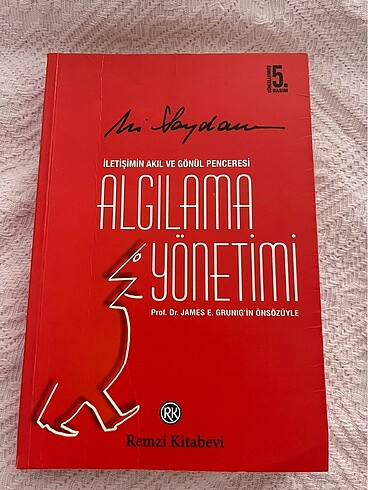 5.
BASIM
Ali Saydam
İLETİŞİMİN AKIL VE GÖNÜL PENCERESİ
ALGILAMA
YÖNETİMİ
Prof. Dr. JAMES E. GRUNIG'İN ÖNSÖZÜYLE
RK
Remzi Kitabevi